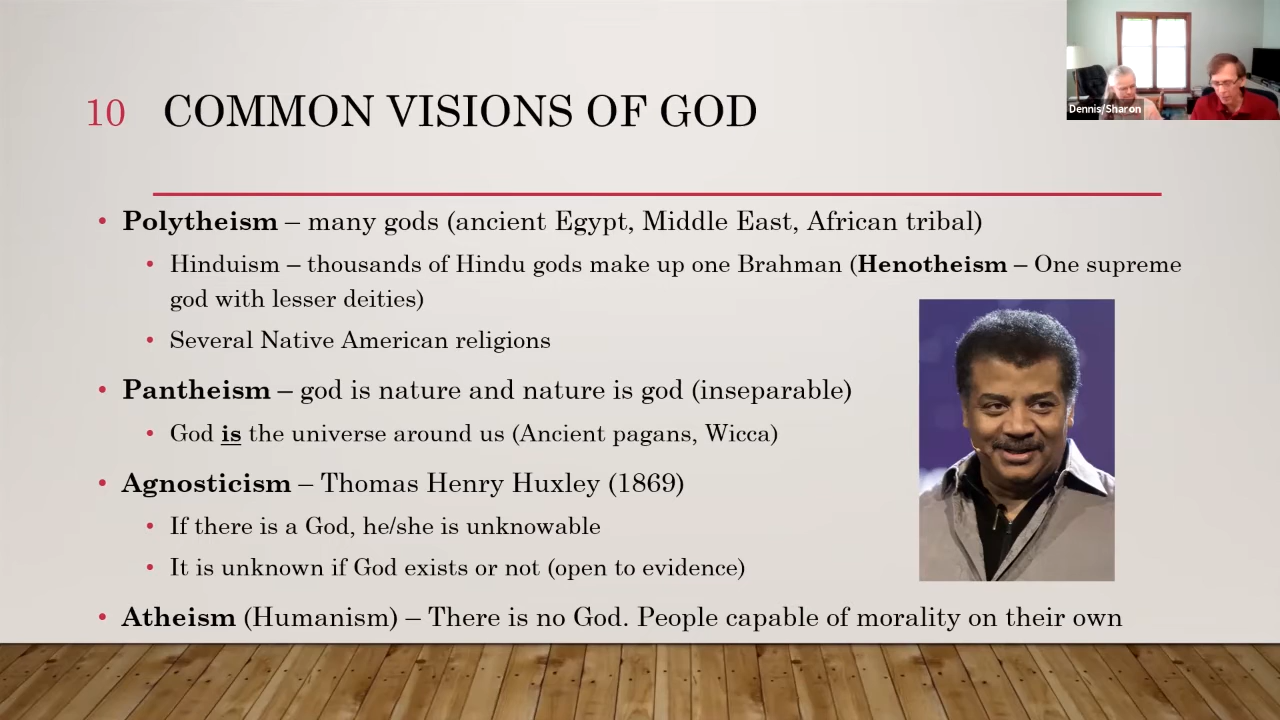 10 COMMON VISIONS OF GOD
Dennis/Sharon
• Polytheism – many gods (ancient Egypt, Middle East, African tribal)
• Hinduism – thousands of Hindu gods make up one Brahman (Henotheism – One supreme
god with lesser deities)
• Several Native American religions
• Pantheism – god is nature and nature is god (inseparable)
• God is the universe around us (Ancient pagans, Wicca)
• Agnosticism – Thomas Henry Huxley (1869)
• If there is a God, he/she is unknowable
• It is unknown if God exists or not (open to evidence)
• Atheism (Humanism) – There is no God. People capable of morality on their own